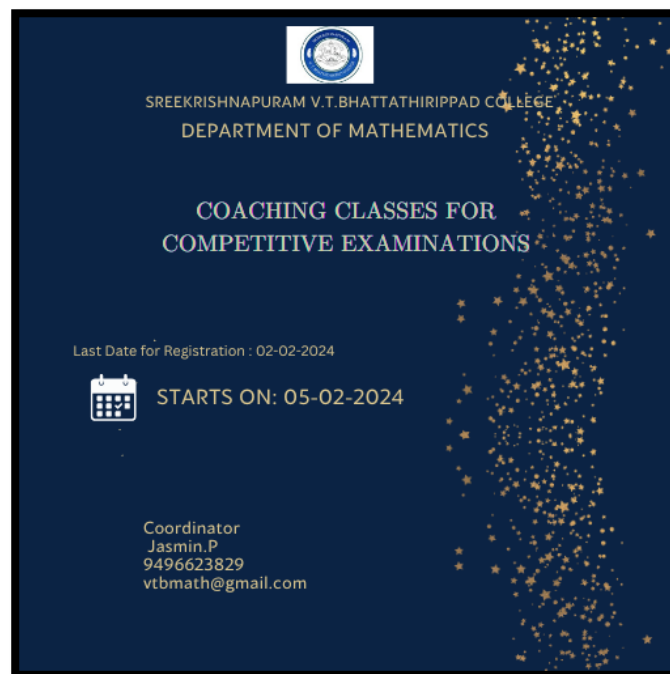 SREEKRISHNAPURAM V.T.BHATTATHIRIPPAD COLLEGE
DEPARTMENT OF MATHEMATICS
COACHING CLASSES FOR
COMPETITIVE EXAMINATIONS
Last Date for Registration : 02-02-2024
STARTS ON: 05-02-2024
Coordinator
Jasmin.P
9496623829
vtbmath@gmail.com